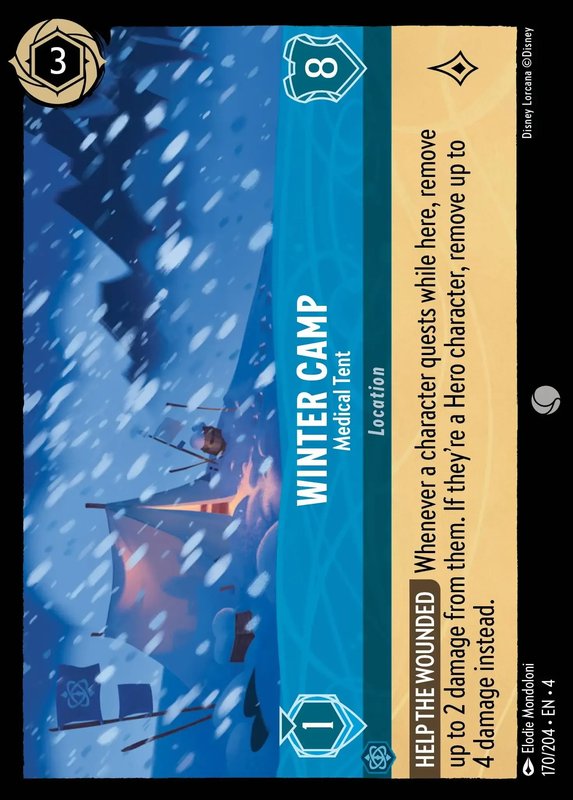 3
8
WINTER CAMP
Medical Tent
1
Location
HELP THE WOUNDED Whenever a character quests while here, remove
up to 2 damage from them. If they're a Hero character, remove up to
4 damage instead.
Elodie Mondoloni
170/204 • EN • 4
Disney Lorcana ©Disney